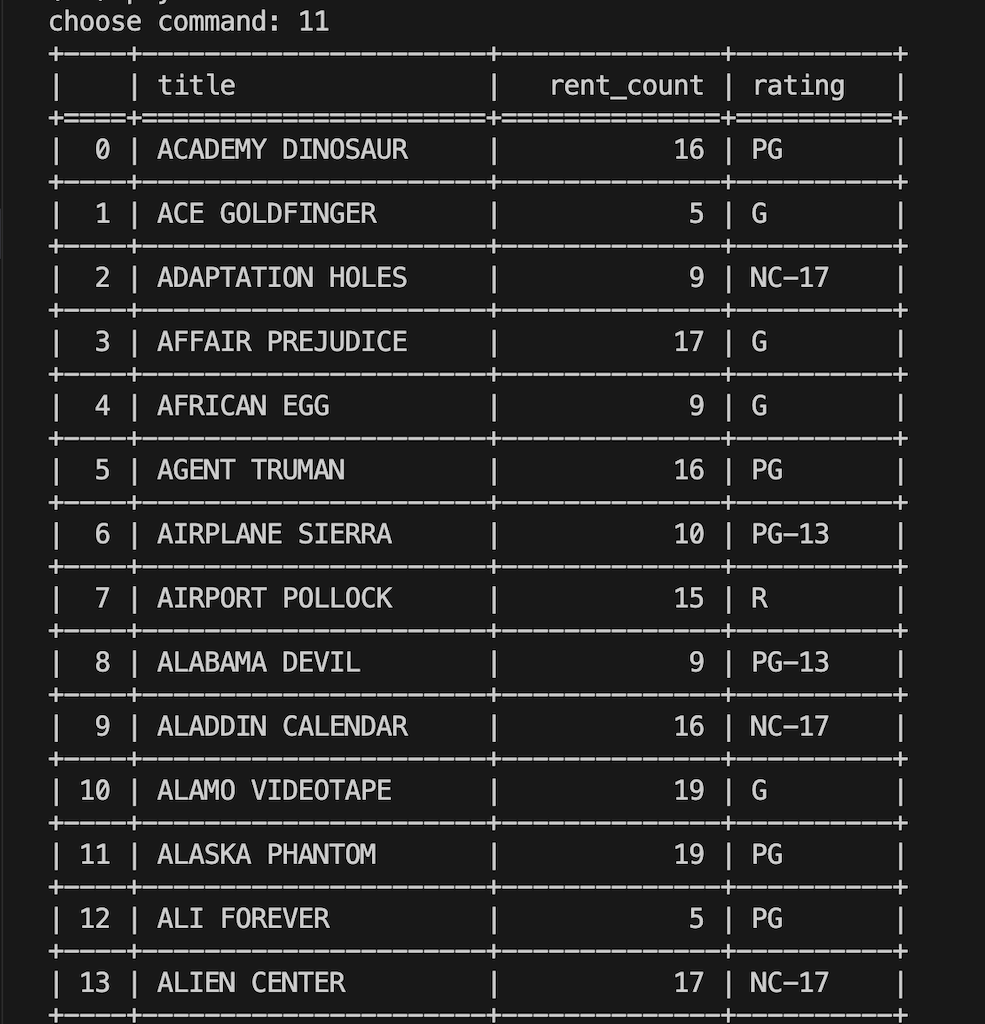 choose command: 11
+----+----------------------+--------------+----------+
|    | title                |   rent_count | rating   |
+====+======================+==============+==========+
|  0 | ACADEMY DINOSAUR     |           16 | PG       |
+----+----------------------+--------------+----------+
|  1 | ACE GOLDFINGER       |            5 | G        |
+----+----------------------+--------------+----------+
|  2 | ADAPTATION HOLES     |            9 | NC-17    |
+----+----------------------+--------------+----------+
|  3 | AFFAIR PREJUDICE     |           17 | G        |
+----+----------------------+--------------+----------+
|  4 | AFRICAN EGG          |            9 | G        |
+----+----------------------+--------------+----------+
|  5 | AGENT TRUMAN         |           16 | PG       |
+----+----------------------+--------------+----------+
|  6 | AIRPLANE SIERRA      |           10 | PG-13    |
+----+----------------------+--------------+----------+
|  7 | AIRPORT POLLOCK      |           15 | R        |
+----+----------------------+--------------+----------+
|  8 | ALABAMA DEVIL        |            9 | PG-13    |
+----+----------------------+--------------+----------+
|  9 | ALADDIN CALENDAR     |           16 | NC-17    |
+----+----------------------+--------------+----------+
| 10 | ALAMO VIDEOTAPE      |           19 | G        |
+----+----------------------+--------------+----------+
| 11 | ALASKA PHANTOM       |           19 | PG       |
+----+----------------------+--------------+----------+
| 12 | ALI FOREVER          |            5 | PG       |
+----+----------------------+--------------+----------+
| 13 | ALIEN CENTER         |           17 | NC-17    |
+----+----------------------+--------------+----------+